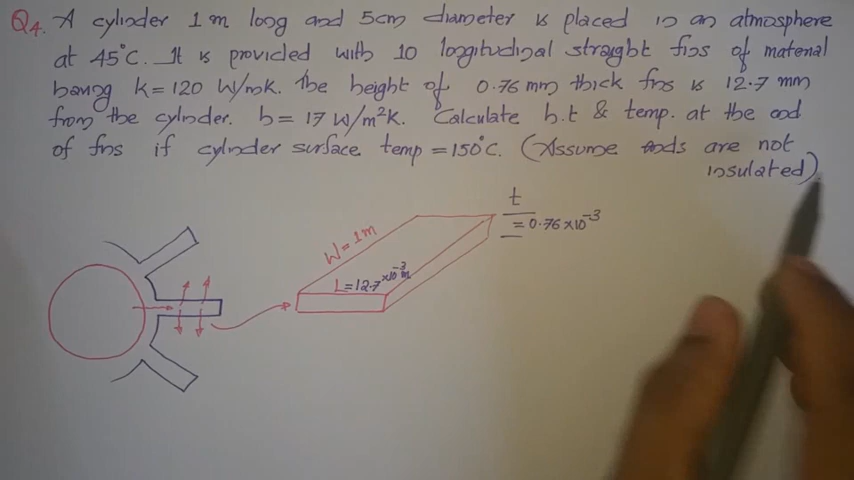 Q4. A cylinder 1m long and 5cm diameter is placed in an atmosphere
at 45°C. It is provided with 10 longitudinal straight fins of material
having k = 120 W/mK. The height of 0.76 mm thick fins is 12.7 mm
from the cylinder. h = 17 W/m²K. Calculate h.t & temp. at the end
of fins if cylinder surface temp = 150°C. (Assume ends are not
insulated)
t
= 0.76×10⁻³
W = 1m
L = 12.7×10⁻³m